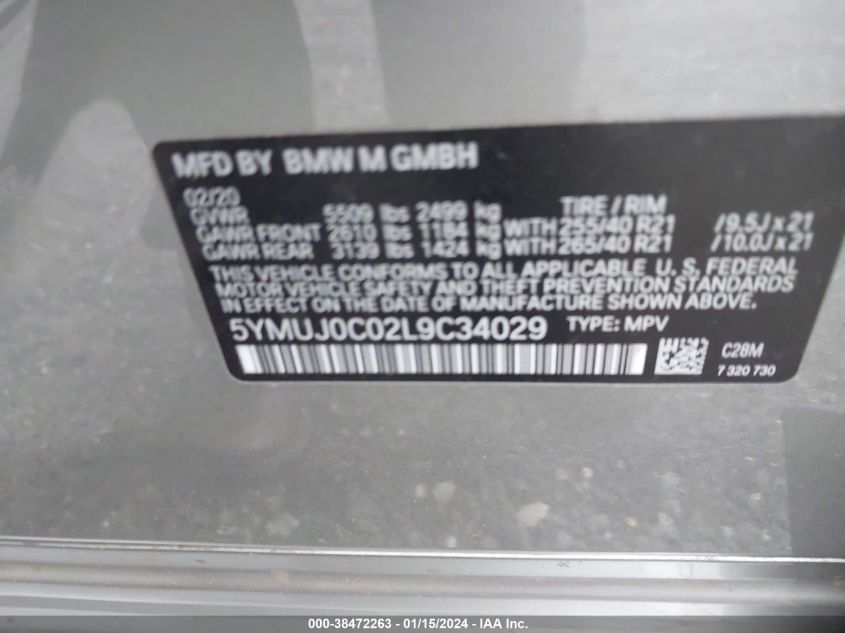 MFD BY BMW M GMBH
02/20
GVWR 5509 lbs 2499 kg TIRE / RIM
GAWR FRONT 2610 lbs 1184 kg WITH 255/40 R21 /9.5J x 21
GAWR REAR 3139 lbs 1424 kg WITH 265/40 R21 /10.0J x 21
THIS VEHICLE CONFORMS TO ALL APPLICABLE U. S. FEDERAL
MOTOR VEHICLE SAFETY AND THEFT PREVENTION STANDARDS
IN EFFECT ON THE DATE OF MANUFACTURE SHOWN ABOVE.
5YMUJ0C02L9C34029 TYPE: MPV
C28M
7 320 730
000-38472263 - 01/15/2024 - IAA Inc.